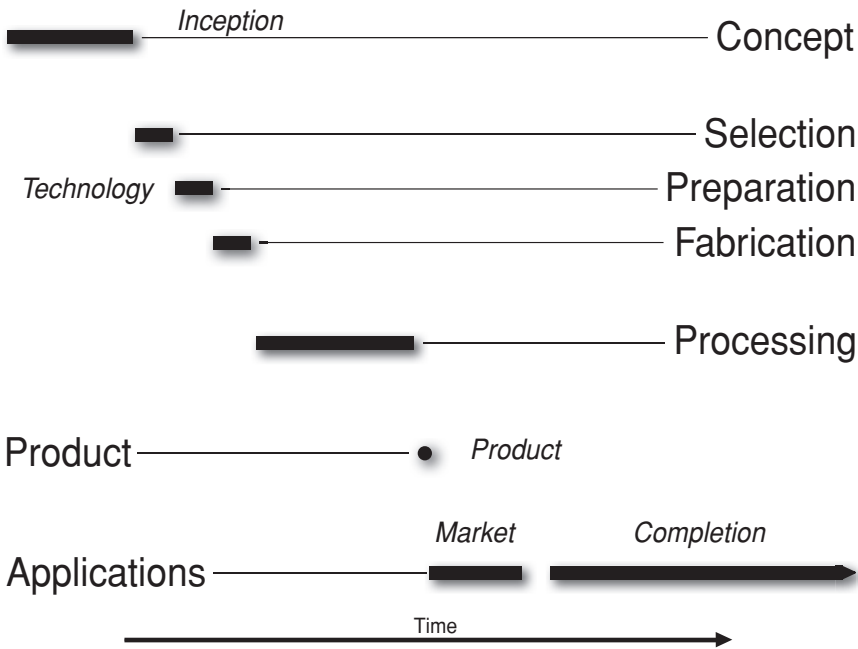 Inception
Concept
Selection
Technology
Preparation
Fabrication
Processing
Product
Product
Market
Completion
Applications
Time